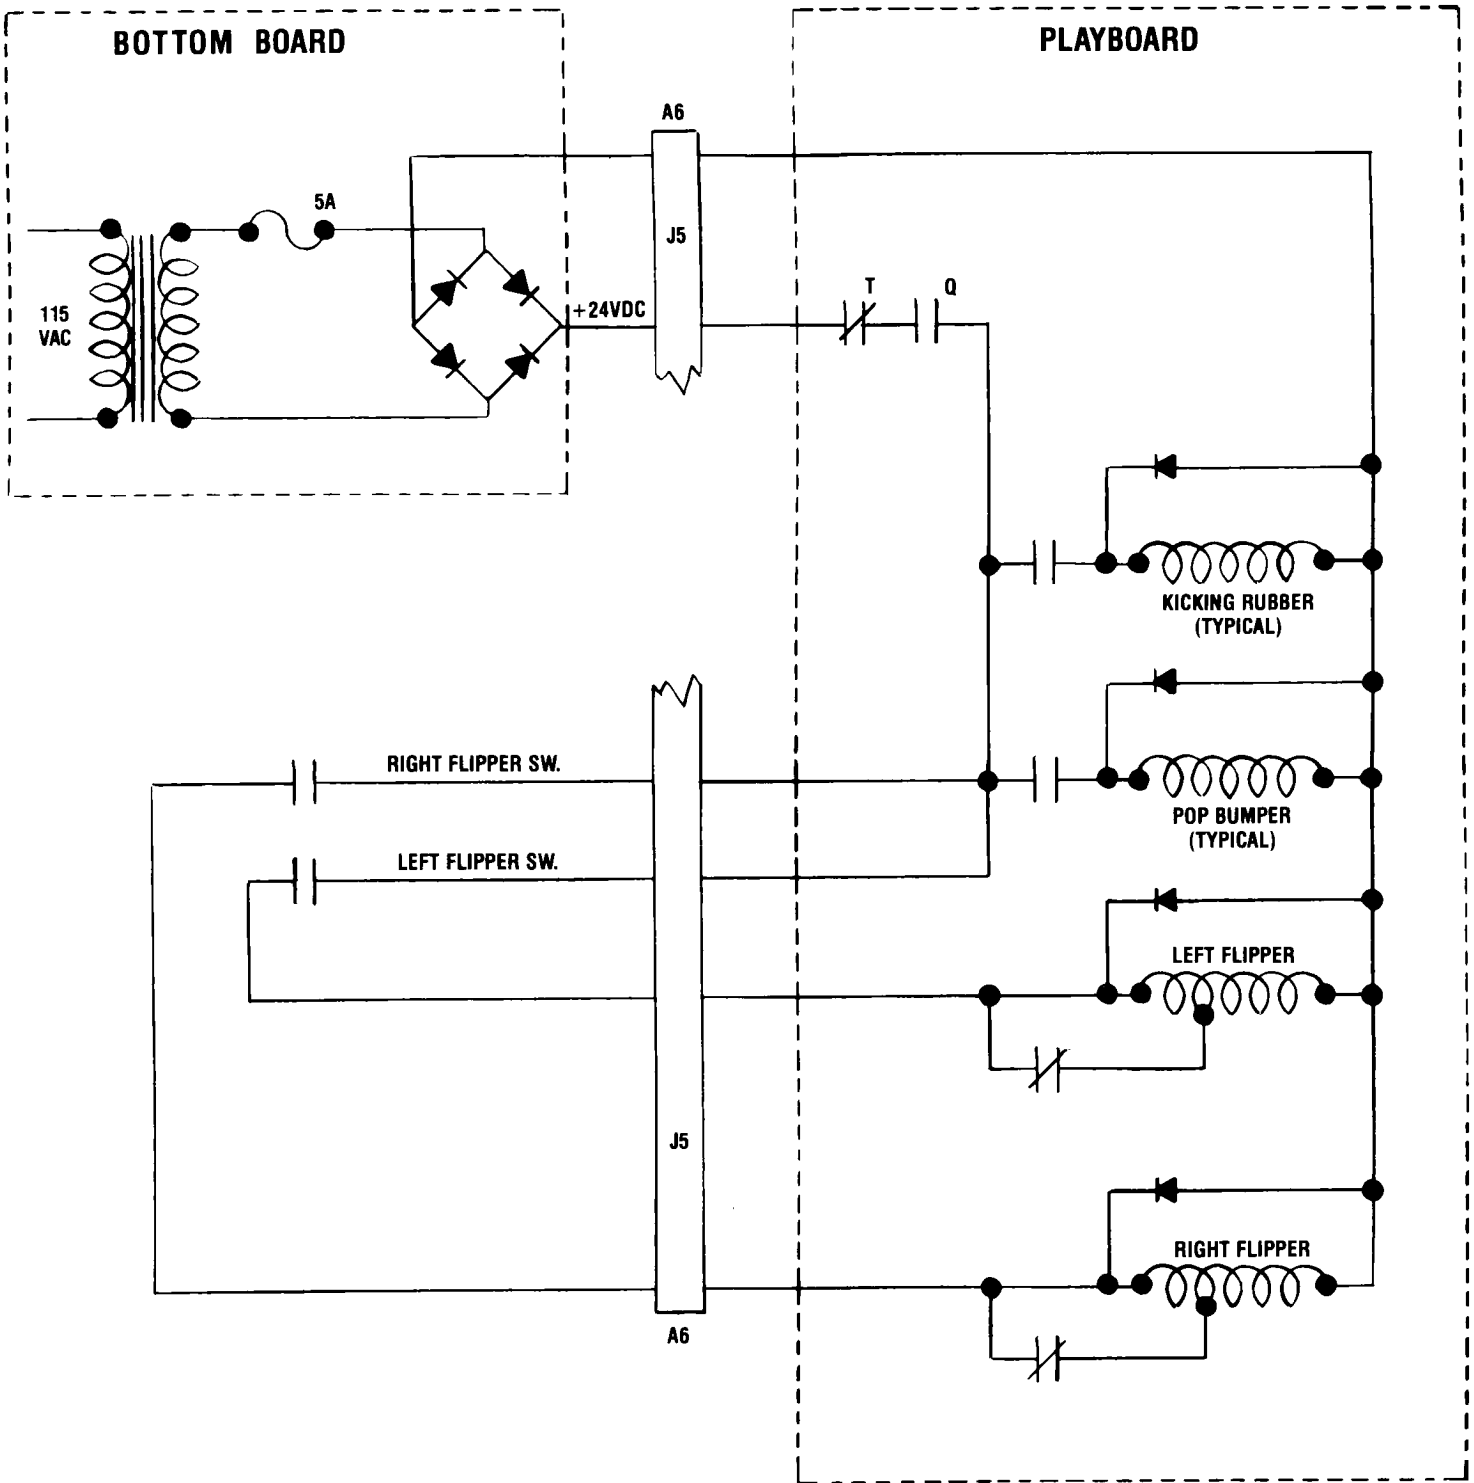 BOTTOM BOARD
PLAYBOARD
A6
5A
J5
115
VAC
+24VDC
T
Q
KICKING RUBBER
(TYPICAL)
RIGHT FLIPPER SW.
POP BUMPER
(TYPICAL)
LEFT FLIPPER SW.
LEFT FLIPPER
J5
RIGHT FLIPPER
A6